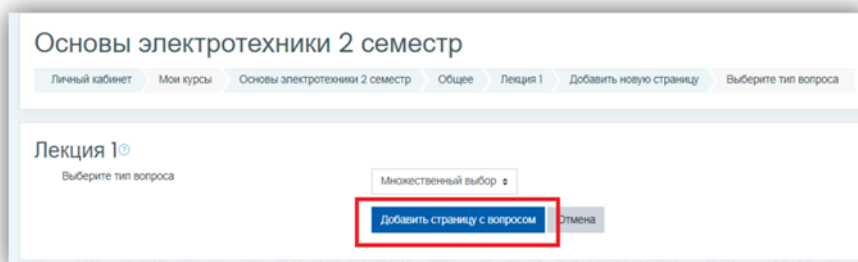 Основы электротехники 2 семестр
Личный кабинет Мои курсы Основы электротехники 2 семестр Общее Лекция 1 Добавить новую страницу Выберите тип вопроса
Лекция 1
Выберите тип вопроса Множественный выбор
Добавить страницу с вопросом Отмена